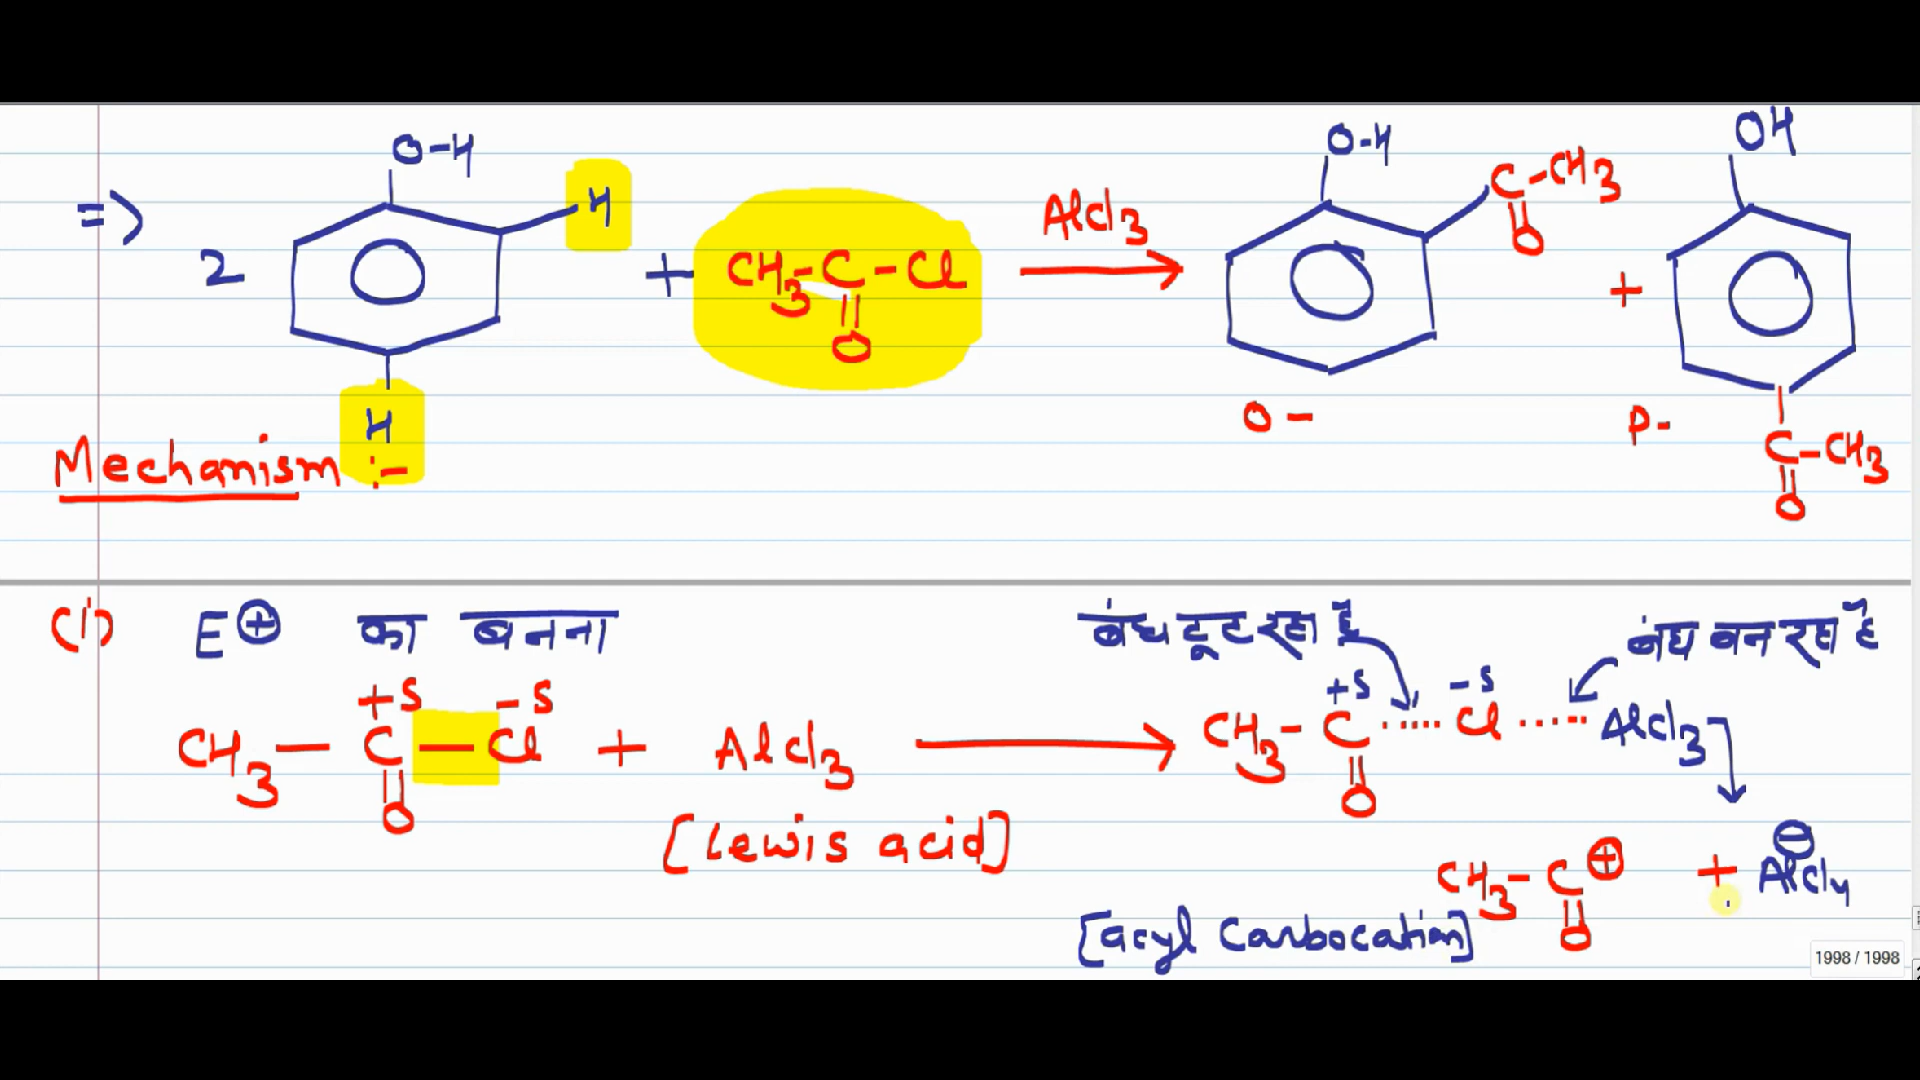 => 2 O-H H H + CH3-C-Cl || O AlCl3 O-H C-CH3 || O + OH C-CH3 || O
O - p-
Mechanism :-
(1) E⊕ का बनना बंध टूट रहा है बंध बन रहा है
+S -S +S -S
CH3 — C — Cl + AlCl3 CH3 - C ..... Cl ..... AlCl3
|| O || O
[Lewis acid]
CH3 - C ⊕ + ⊖ AlCl4
|| O
[acyl Carbocation]
1998 / 1998